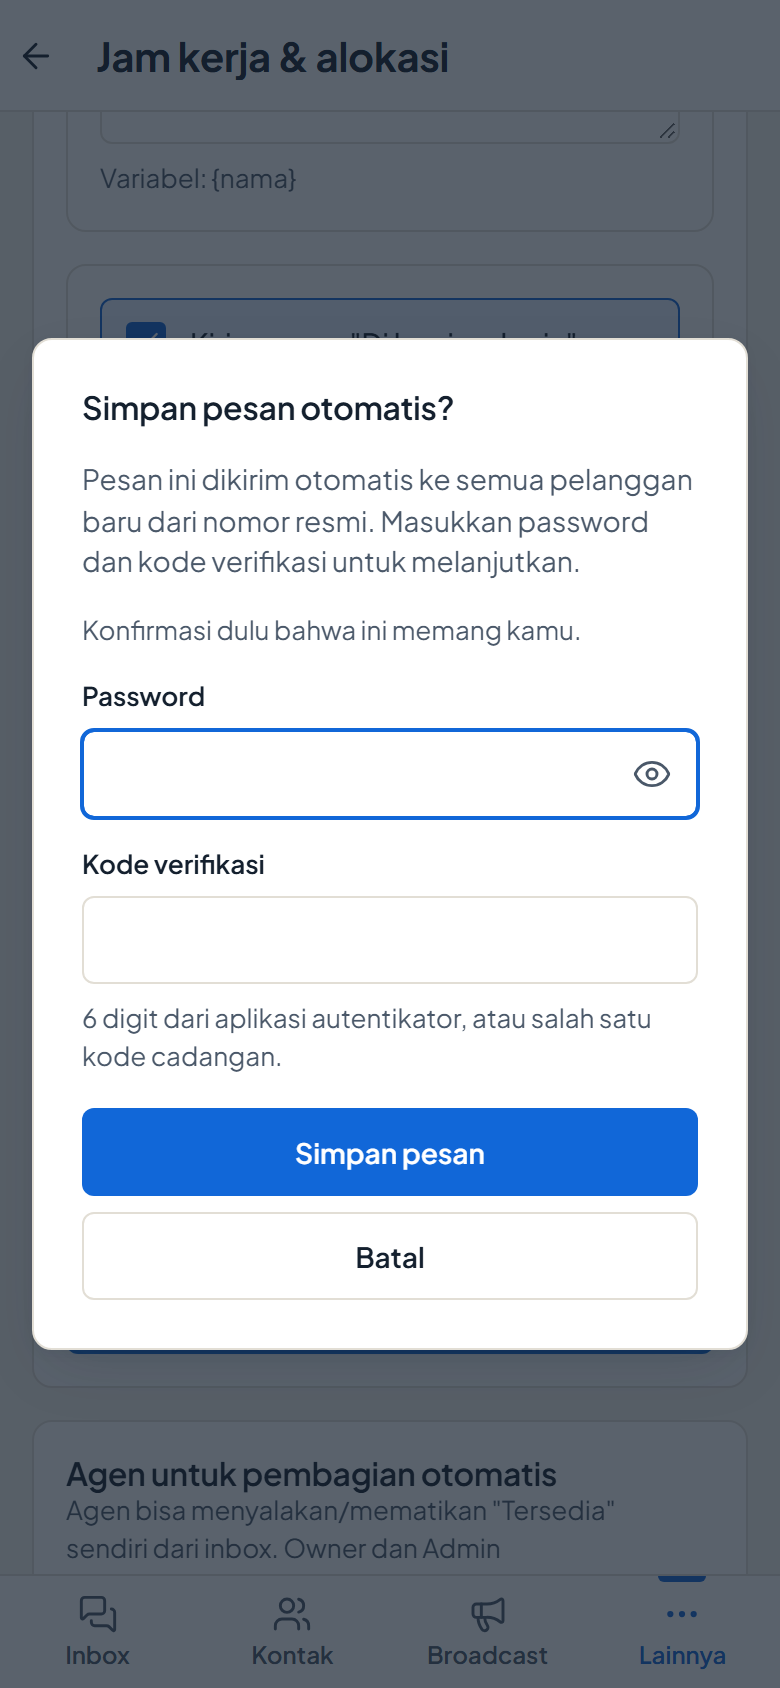 Jam kerja & alokasi
Variabel: {nama}
Simpan pesan otomatis?
Pesan ini dikirim otomatis ke semua pelanggan
baru dari nomor resmi. Masukkan password
dan kode verifikasi untuk melanjutkan.
Konfirmasi dulu bahwa ini memang kamu.
Password
Kode verifikasi
6 digit dari aplikasi autentikator, atau salah satu
kode cadangan.
Simpan pesan
Batal
Agen untuk pembagian otomatis
Agen bisa menyalakan/mematikan "Tersedia"
sendiri dari inbox. Owner dan Admin
Inbox
Kontak
Broadcast
Lainnya